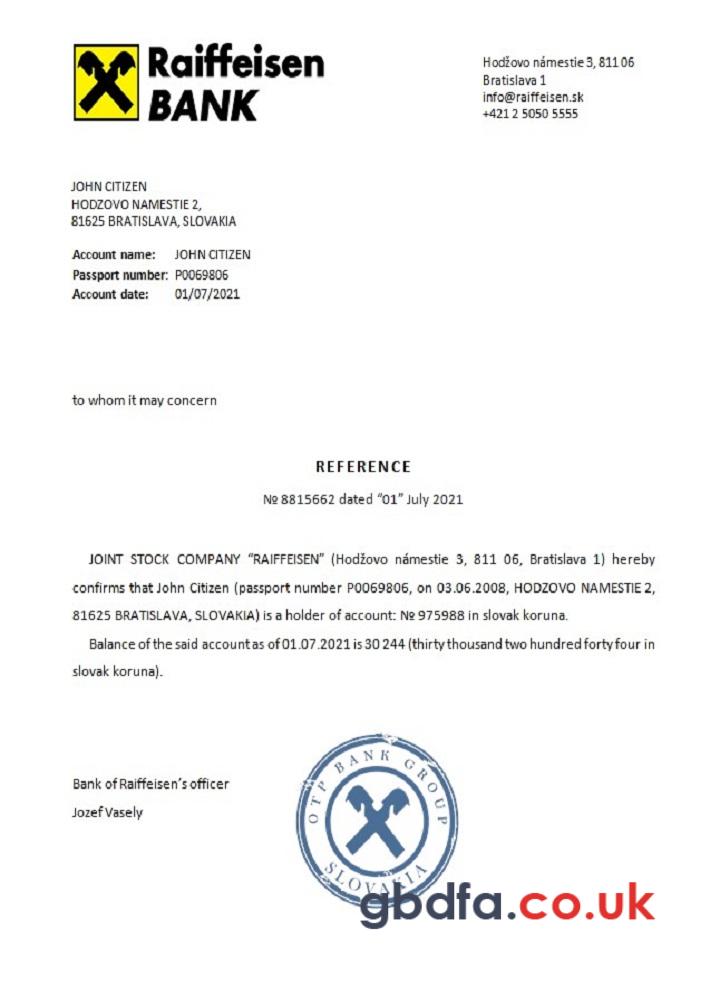 Raiffeisen
BANK
Hodžovo námestie 3, 811 06
Bratislava 1
info@raiffeisen.sk
+421 2 5050 5555
JOHN CITIZEN
HODZOVO NAMESTIE 2,
81625 BRATISLAVA, SLOVAKIA
Account name: JOHN CITIZEN
Passport number: P0069806
Account date: 01/07/2021
to whom it may concern
REFERENCE
№ 8815662 dated “01” July 2021
JOINT STOCK COMPANY “RAIFFEISEN” (Hodžovo námestie 3, 811 06, Bratislava 1) hereby
confirms that John Citizen (passport number P0069806, on 03.06.2008, HODZOVO NAMESTIE 2,
81625 BRATISLAVA, SLOVAKIA) is a holder of account: № 975988 in slovak koruna.
Balance of the said account as of 01.07.2021 is 30 244 (thirty thousand two hundred forty four in
slovak koruna).
Bank of Raiffeisen’s officer
Jozef Vasely
OTP BANK GROUP
SLOVAKIA
gbdfa.co.uk